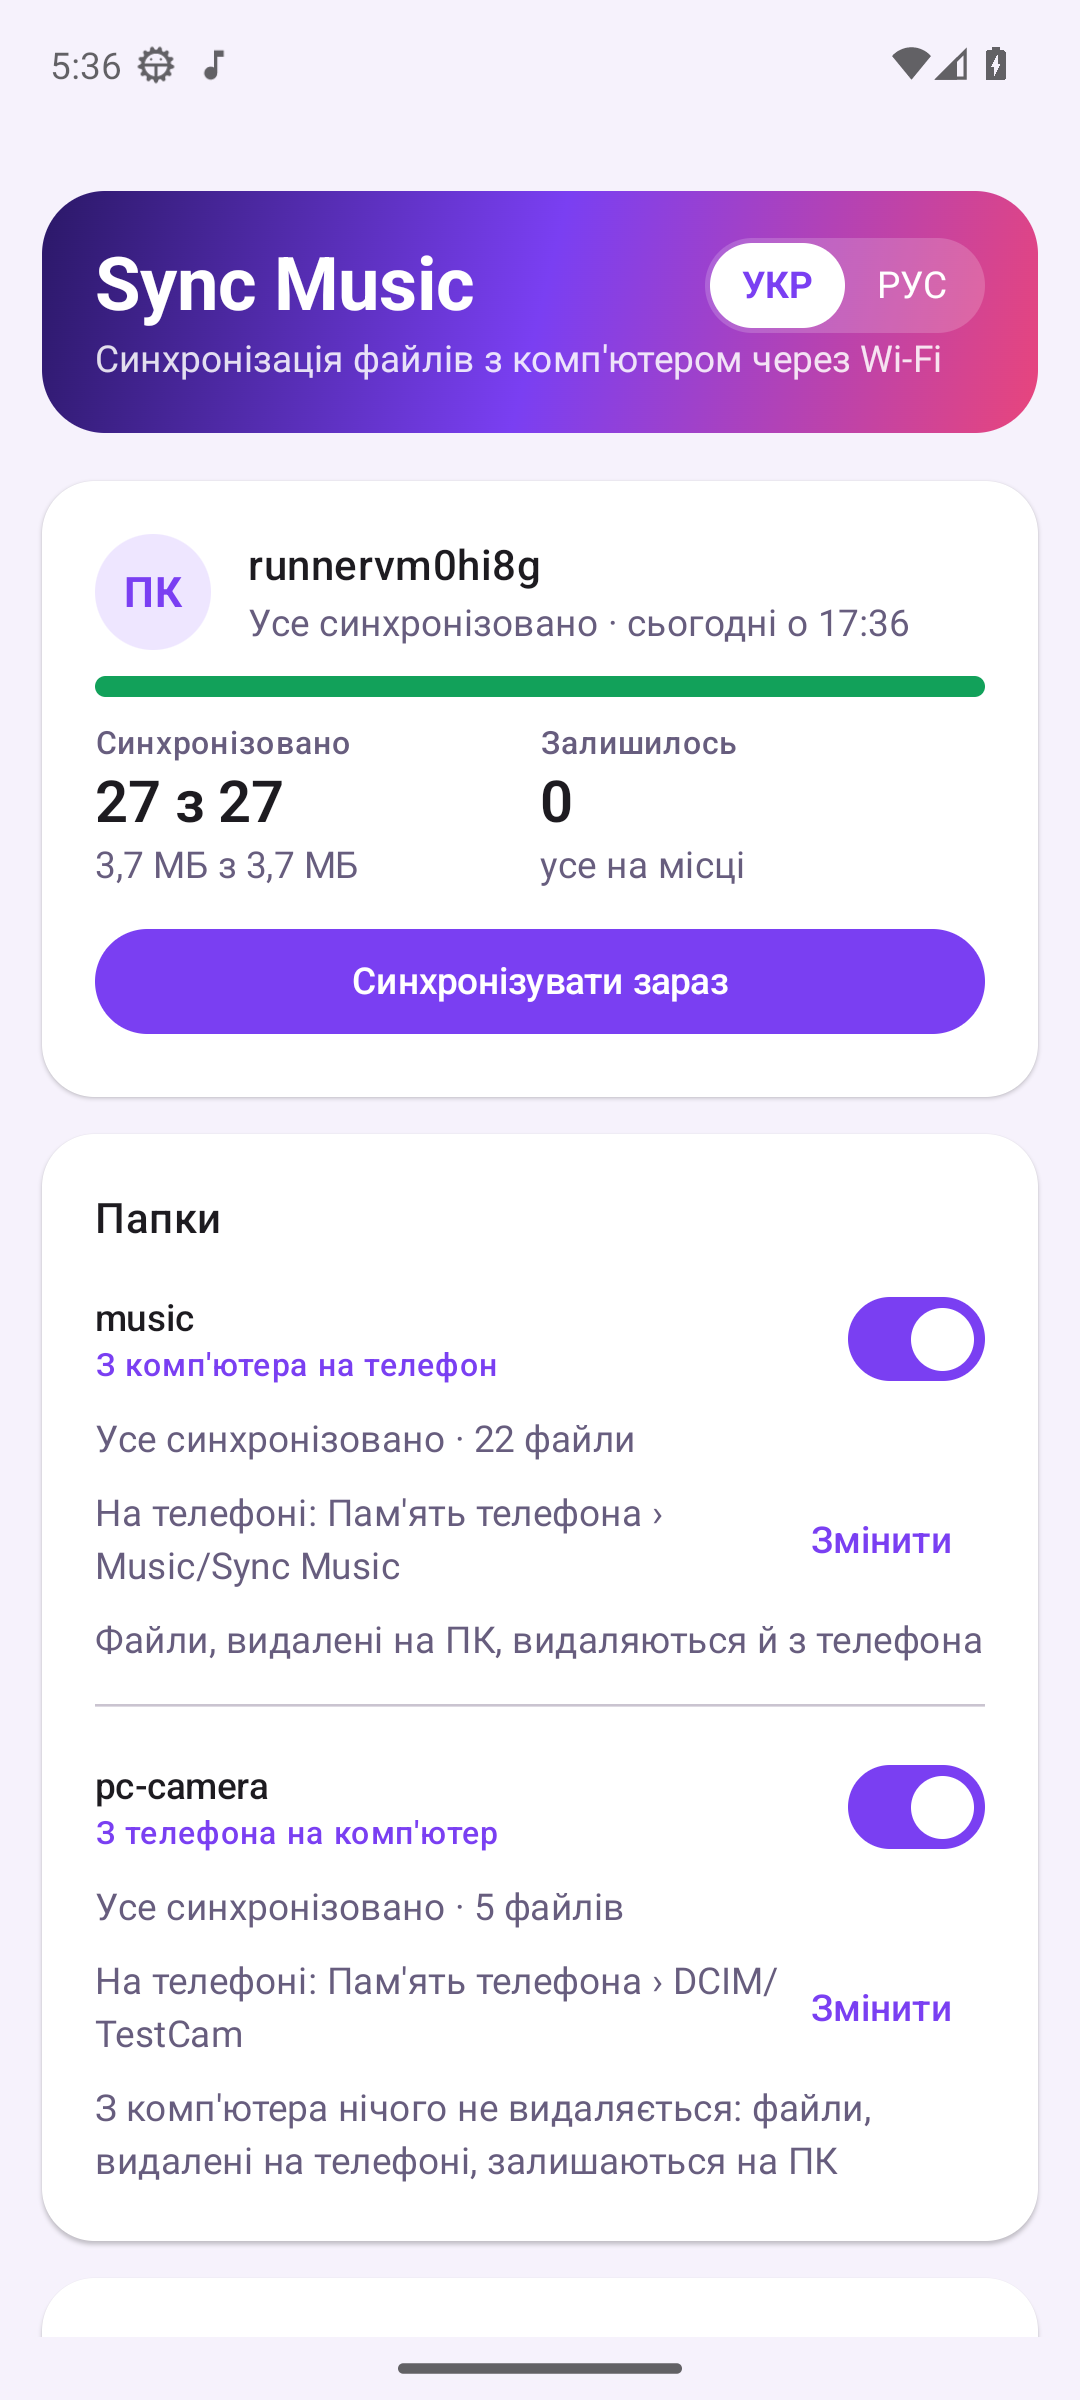 5:36
Sync Music
УКР
РУС
Синхронізація файлів з комп'ютером через Wi-Fi
ПК
runnervm0hi8g
Усе синхронізовано · сьогодні о 17:36
Синхронізовано
Залишилось
27 з 27
0
3,7 МБ з 3,7 МБ
усе на місці
Синхронізувати зараз
Папки
music
З комп'ютера на телефон
Усе синхронізовано · 22 файли
На телефоні: Пам'ять телефона ›
Music/Sync Music
Змінити
Файли, видалені на ПК, видаляються й з телефона
pc-camera
З телефона на комп'ютер
Усе синхронізовано · 5 файлів
На телефоні: Пам'ять телефона › DCIM/
TestCam
Змінити
З комп'ютера нічого не видаляється: файли,
видалені на телефоні, залишаються на ПК